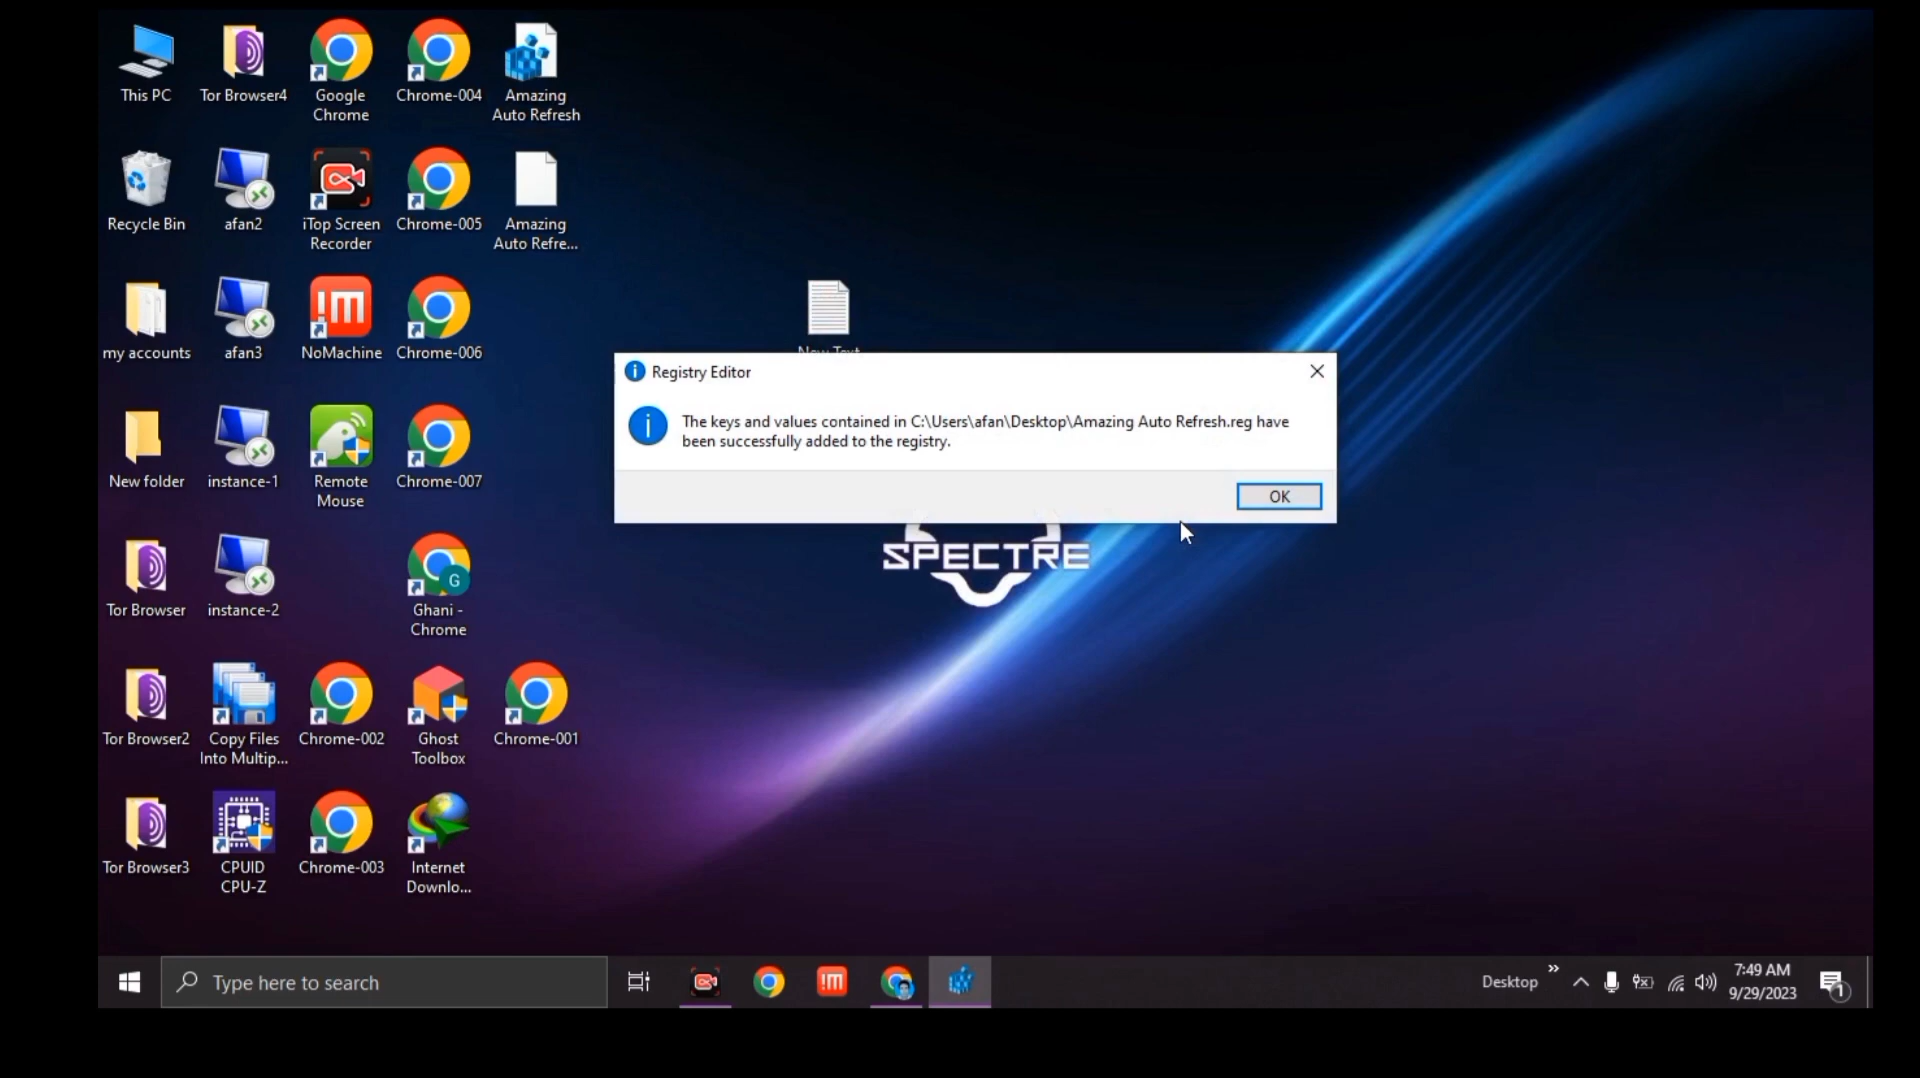 This PC
Tor Browser4
Google
Chrome
Chrome-004
Amazing
Auto Refresh
Recycle Bin
afan2
iTop Screen
Recorder
Chrome-005
Amazing
Auto Refre...
my accounts
afan3
NoMachine
Chrome-006
New Text
New folder
instance-1
Remote
Mouse
Chrome-007
Tor Browser
instance-2
Ghani -
Chrome
Tor Browser2
Copy Files
Into Multip...
Chrome-002
Ghost
Toolbox
Chrome-001
Tor Browser3
CPUID
CPU-Z
Chrome-003
Internet
Downlo...
Registry Editor
The keys and values contained in C:\Users\afan\Desktop\Amazing Auto Refresh.reg have
been successfully added to the registry.
OK
SPECTRE
Type here to search
Desktop
7:49 AM
9/29/2023
1